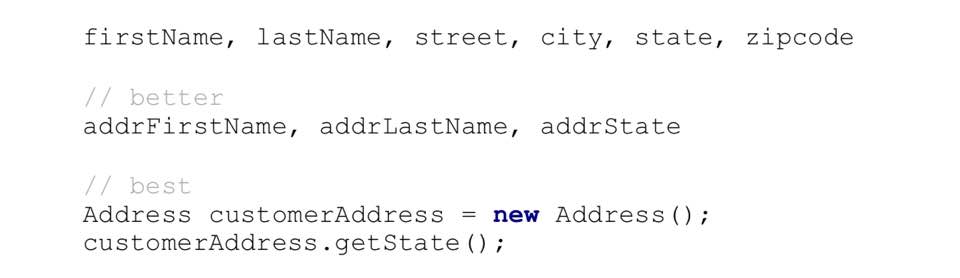 firstName, lastName, street, city, state, zipcode
// better
addrFirstName, addrLastName, addrState
// best
Address customerAddress = new Address();
customerAddress.getState();